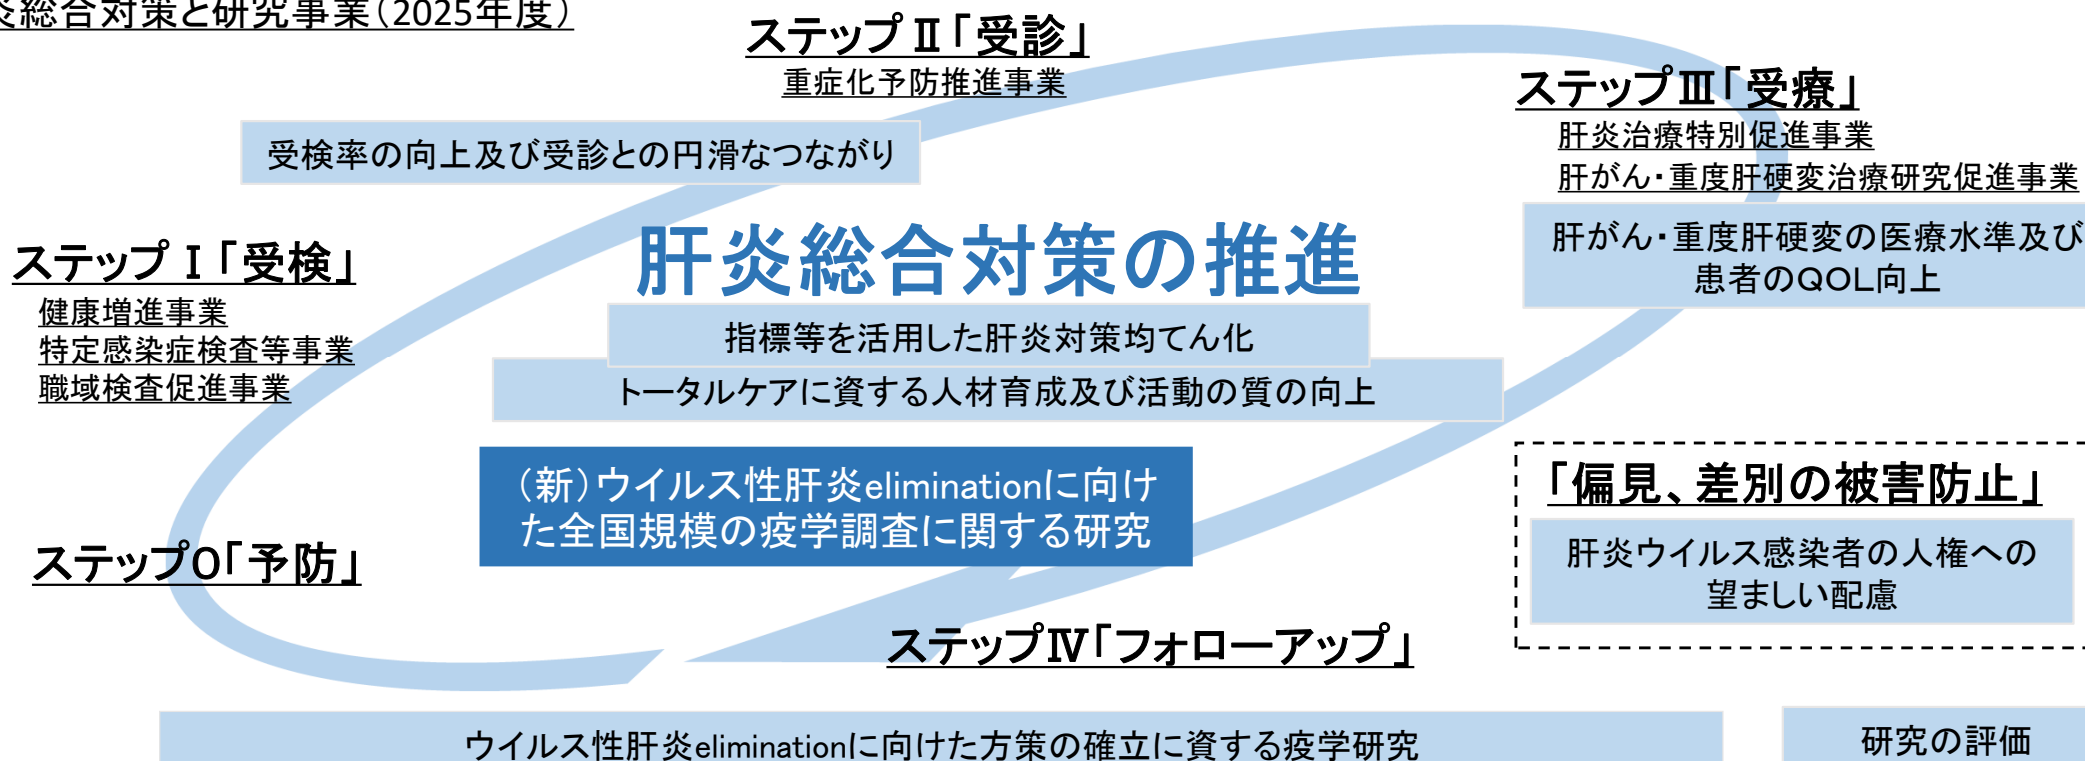 炎総合対策と研究事業（2025年度）
ステップⅡ「受診」
重症化予防推進事業
ステップⅢ「受療」
肝炎治療特別促進事業
肝がん・重度肝硬変治療研究促進事業
受検率の向上及び受診との円滑なつながり
肝がん・重度肝硬変の医療水準及び
患者のQOL向上
ステップⅠ「受検」
健康増進事業
特定感染症検査等事業
職域検査促進事業
肝炎総合対策の推進
指標等を活用した肝炎対策均てん化
トータルケアに資する人材育成及び活動の質の向上
（新）ウイルス性肝炎eliminationに向け
た全国規模の疫学調査に関する研究
「偏見、差別の被害防止」
肝炎ウイルス感染者の人権への
望ましい配慮
ステップ0「予防」
ステップⅣ「フォローアップ」
ウイルス性肝炎eliminationに向けた方策の確立に資する疫学研究
研究の評価